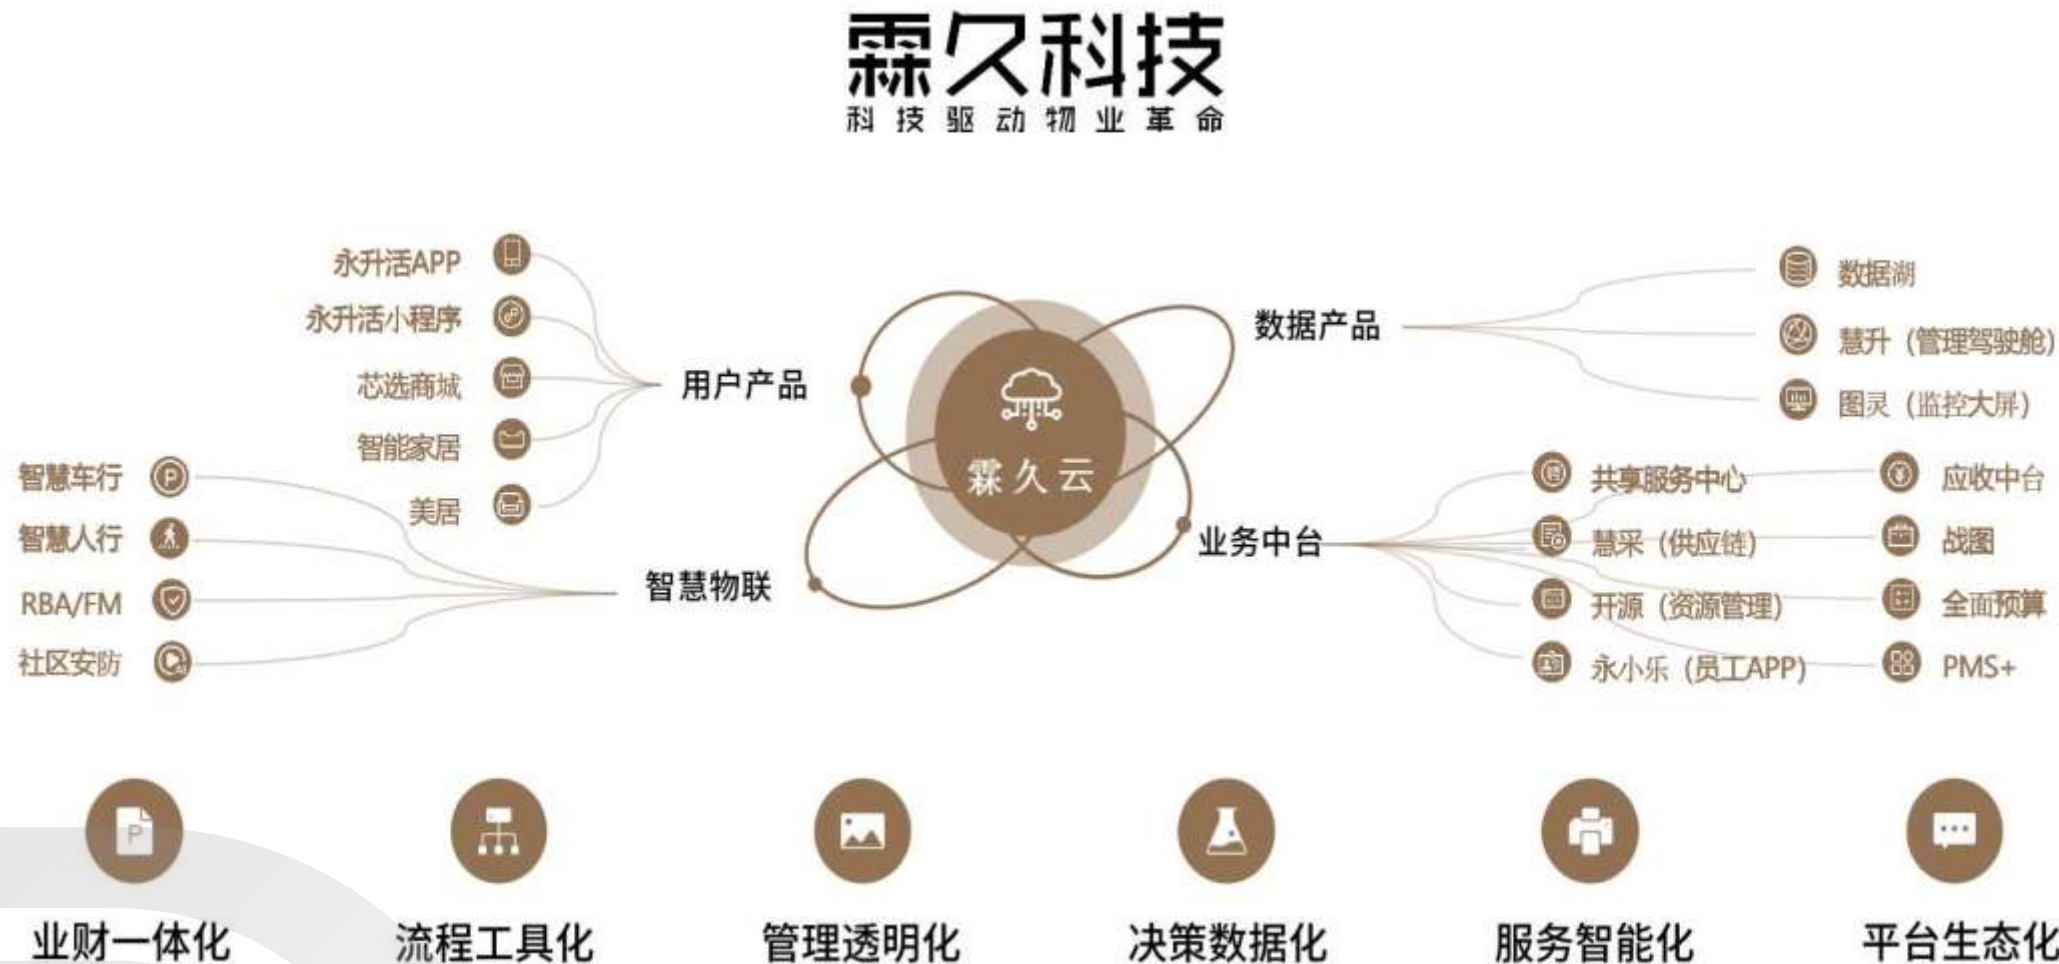 霖久科技
科技驱动物业革命
永升活APP
永升活小程序
芯选商城
智能家居
美居
用户产品
智慧车行
智慧人行
RBA/FM
社区安防
智慧物联
霖久云
数据产品
数据湖
慧升（管理驾驶舱）
图灵（监控大屏）
业务中台
共享服务中心
慧采（供应链）
开源（资源管理）
永小乐（员工APP）
应收中台
战图
全面预算
PMS+
业财一体化
流程工具化
管理透明化
决策数据化
服务智能化
平台生态化